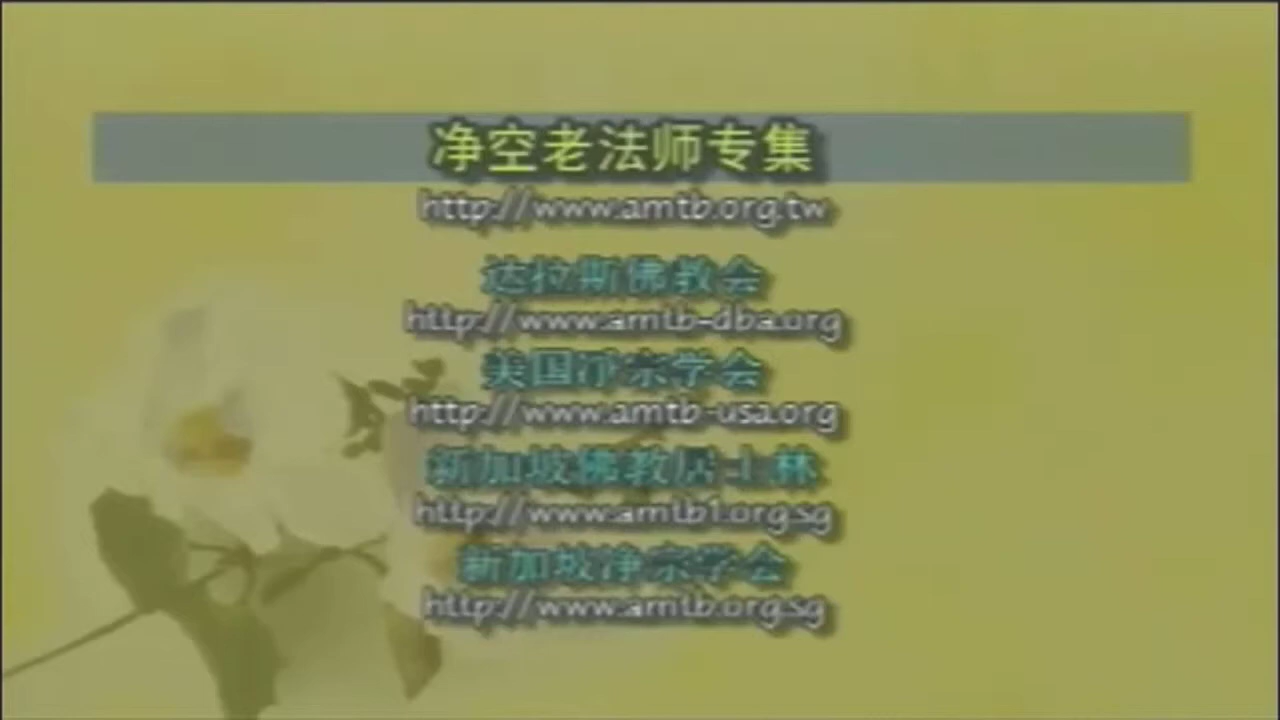 净空老法师专集
http://www.amtb.org.tw
达拉斯佛教会
http://www.amtb-dba.org
美国净宗学会
http://www.amtb-usa.org
新加坡佛教居士林
http://www.amtb1.org.sg
新加坡净宗学会
http://www.amtb.org.sg